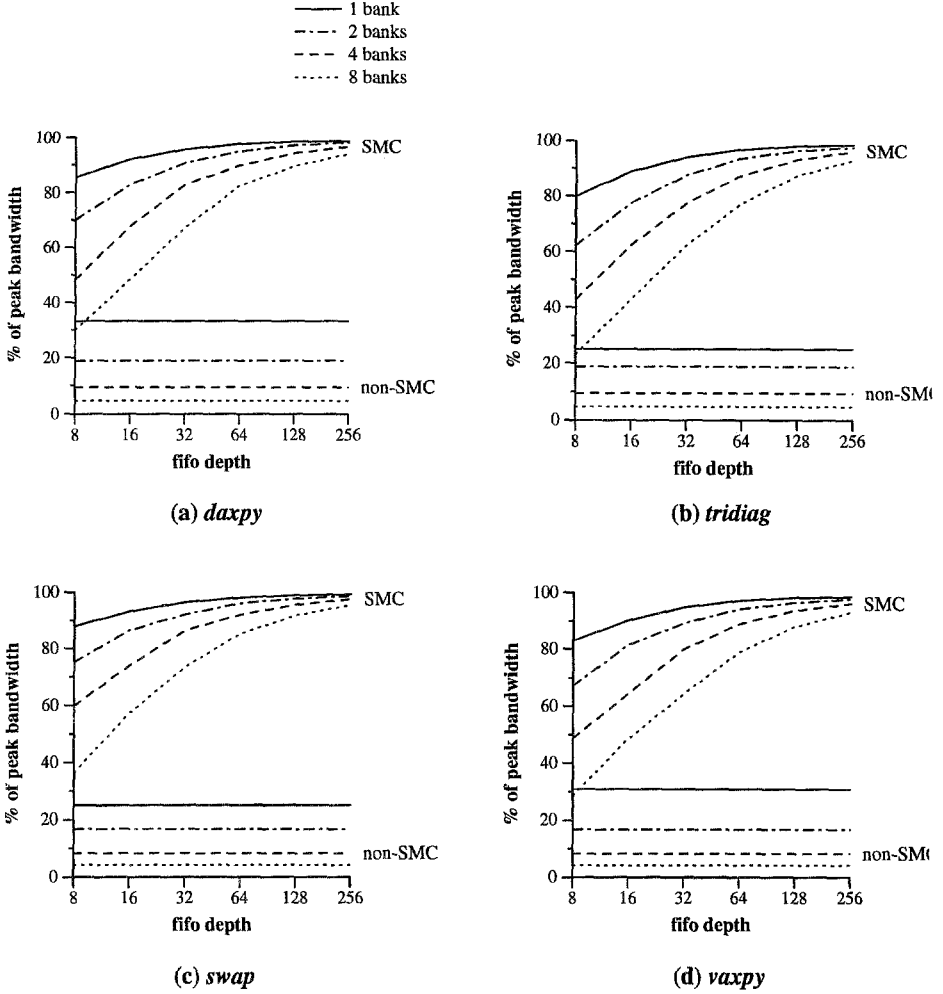 1 bank
2 banks
4 banks
8 banks
100
80
60
40
20
0
% of peak bandwidth
SMC
non-SMC
8 16 32 64 128 256
fifo depth
(a) daxpy
100
80
60
40
20
0
% of peak bandwidth
SMC
non-SM
8 16 32 64 128 256
fifo depth
(b) tridiag
100
80
60
40
20
0
% of peak bandwidth
SMC
non-SMC
8 16 32 64 128 256
fifo depth
(c) swap
100
80
60
40
20
0
% of peak bandwidth
SMC
non-SM
8 16 32 64 128 256
fifo depth
(d) vaxpy